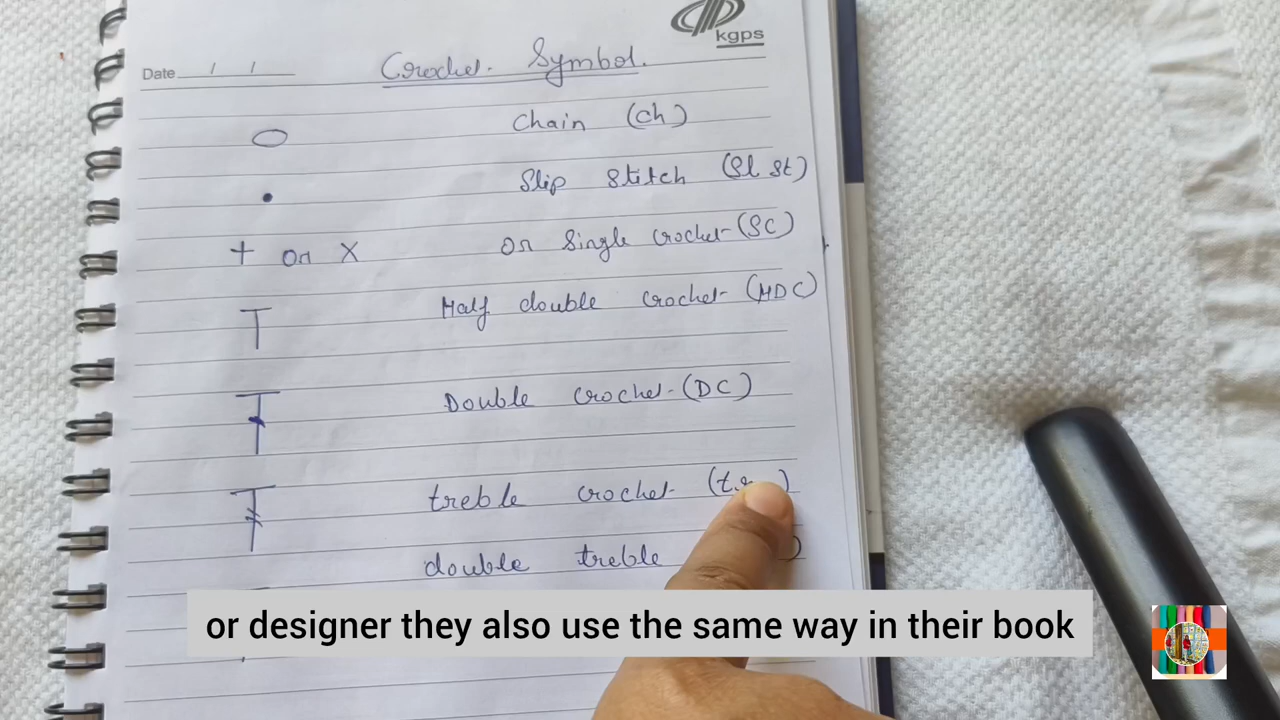 kgps
Date / /
Crochet Symbol.
Chain (ch)
Slip stitch (Sl st)
+ or X or Single crochet (SC)
Half double crochet (HDC)
Double crochet (DC)
treble crochet
double treble
or designer they also use the same way in their book